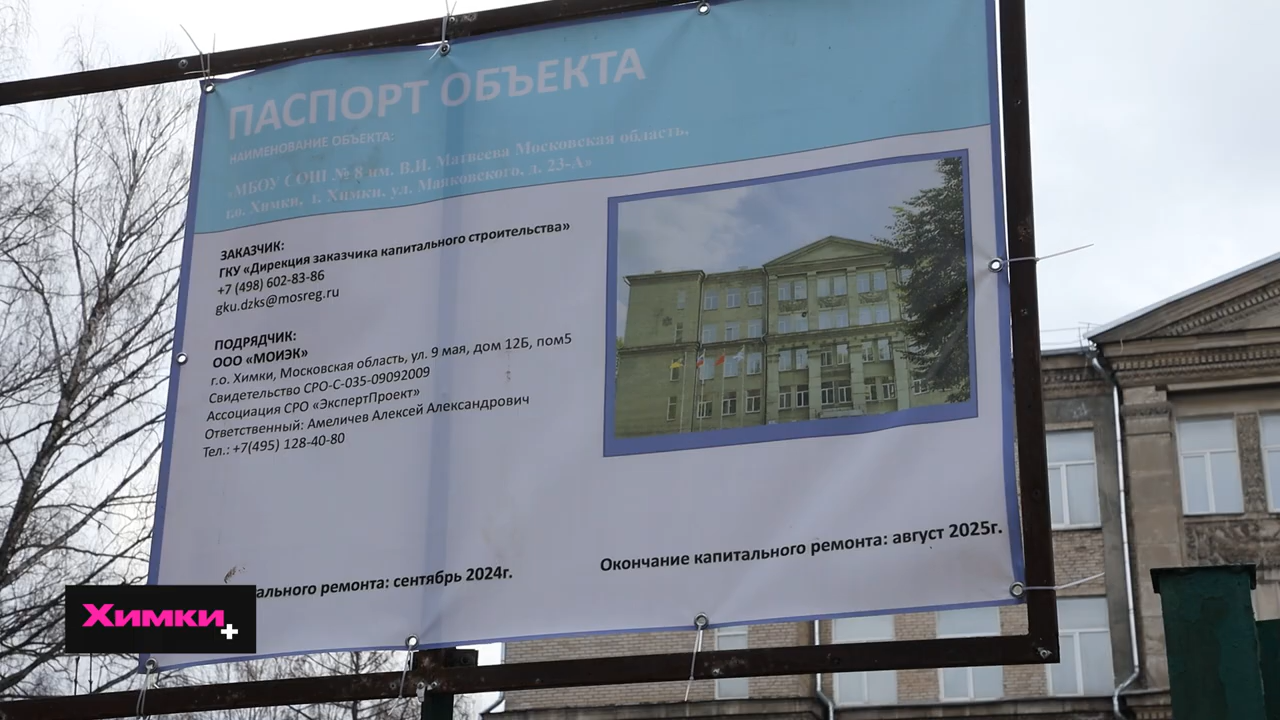 ПАСПОРТ ОБЪЕКТА
НАИМЕНОВАНИЕ ОБЪЕКТА:
«МБОУ СОШ № 8 им. В.И. Матвеева Московская область,
г.о. Химки, г. Химки, ул. Маяковского, д. 23-А»
ЗАКАЗЧИК:
ГКУ «Дирекция заказчика капитального строительства»
+7 (498) 602-83-86
gku.dzks@mosreg.ru
ПОДРЯДЧИК:
ООО «МОИЭК»
г.о. Химки, Московская область, ул. 9 мая, дом 12Б, пом5
Свидетельство СРО-С-035-09092009
Ассоциация СРО «ЭкспертПроект»
Ответственный: Амеличев Алексей Александрович
Тел.: +7(495) 128-40-80
ального ремонта: сентябрь 2024г.
Окончание капитального ремонта: август 2025г.
Химки+